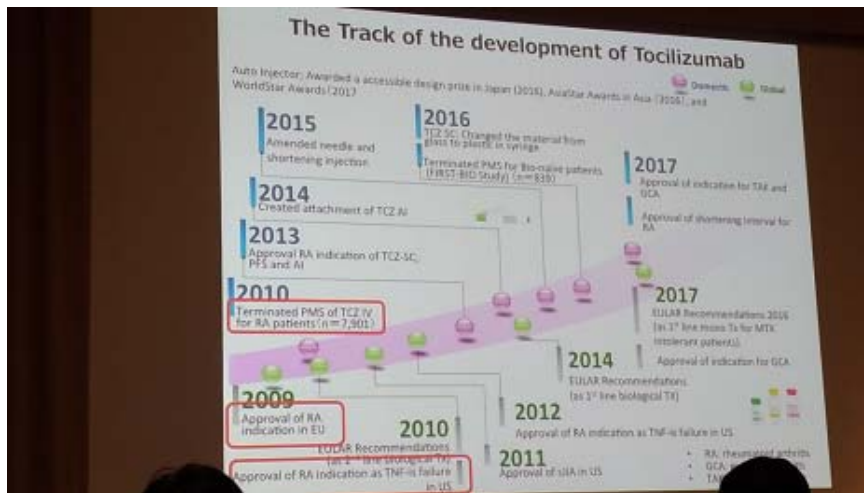 The Track of the development of Tocilizumab
Auto Injector; Awarded a accessible design prize in Japan (2016), AsiaStar Awards in Asia (2016), and
WorldStar Awards (2017
Domestic
Global
2015
Amended needle and
shortening injection
2016
TCZ SC: Changed the material from
glass to plastic in syringe
Terminated PMS for Bio-naive patients
(FIRST-BIO Study) (n=839)
2017
Approval of indication for TAK and
GCA
Approval of shortening interval for
RA
2014
Created attachment of TCZ AI
2013
Approval RA indication of TCZ-SC,
PFS and AI
2010
Terminated PMS of TCZ IV
for RA patients (n=7,901)
2009
Approval of RA
indication in EU
2010
EULAR Recommendations
(as 1st line biological TX)
Approval of RA indication as TNF-is failure
in US
2011
Approval of sJIA in US
2012
Approval of RA indication as TNF-is failure in US
2014
EULAR Recommendations
(as 1st line biological TX)
2017
EULAR Recommendations 2016
(as 1st line mono Tx for MTX
intolerant patients)
Approval of indication for GCA
• RA: rheumatoid arthritis
• GCA:
• TAK